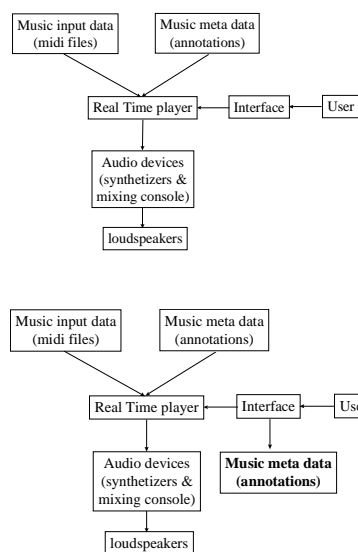 Music input data
(midi files)
Music meta data
(annotations)
Real Time player
Interface
User
Audio devices
(synthetizers &
mixing console)
loudspeakers
Music input data
(midi files)
Music meta data
(annotations)
Real Time player
Interface
Use
Audio devices
(synthetizers &
mixing console)
Music meta data
(annotations)
loudspeakers